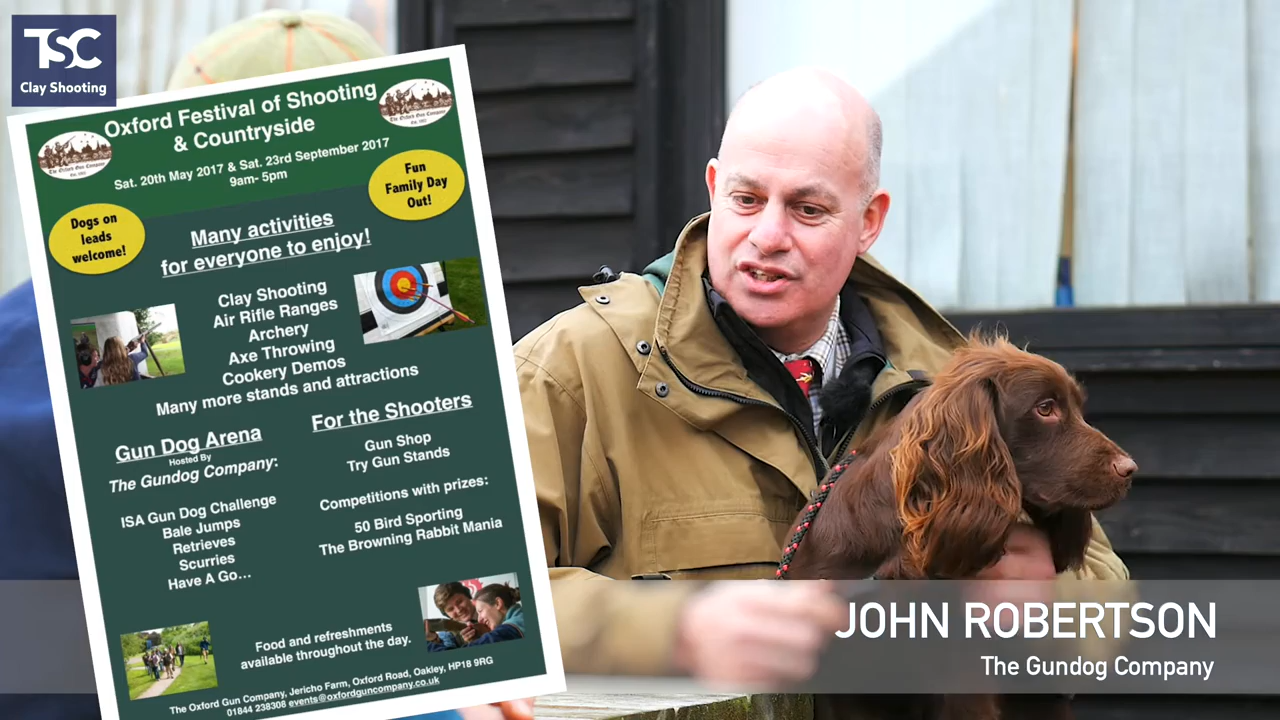 TSC
Clay Shooting
Oxford Festival of Shooting
& Countryside
Sat. 20th May 2017 & Sat. 23rd September 2017
9am- 5pm
Dogs on
leads
welcome!
Fun
Family Day
Out!
Many activities
for everyone to enjoy!
Clay Shooting
Air Rifle Ranges
Archery
Axe Throwing
Cookery Demos
Many more stands and attractions
Gun Dog Arena
Hosted By
The Gundog Company:
ISA Gun Dog Challenge
Bale Jumps
Retrieves
Scurries
Have A Go...
For the Shooters
Gun Shop
Try Gun Stands
Competitions with prizes:
50 Bird Sporting
The Browning Rabbit Mania
Food and refreshments
available throughout the day.
The Oxford Gun Company, Jericho Farm, Oxford Road, Oakley, HP18 9RG
01844 238308 events@oxfordguncompany.co.uk
JOHN ROBERTSON
The Gundog Company